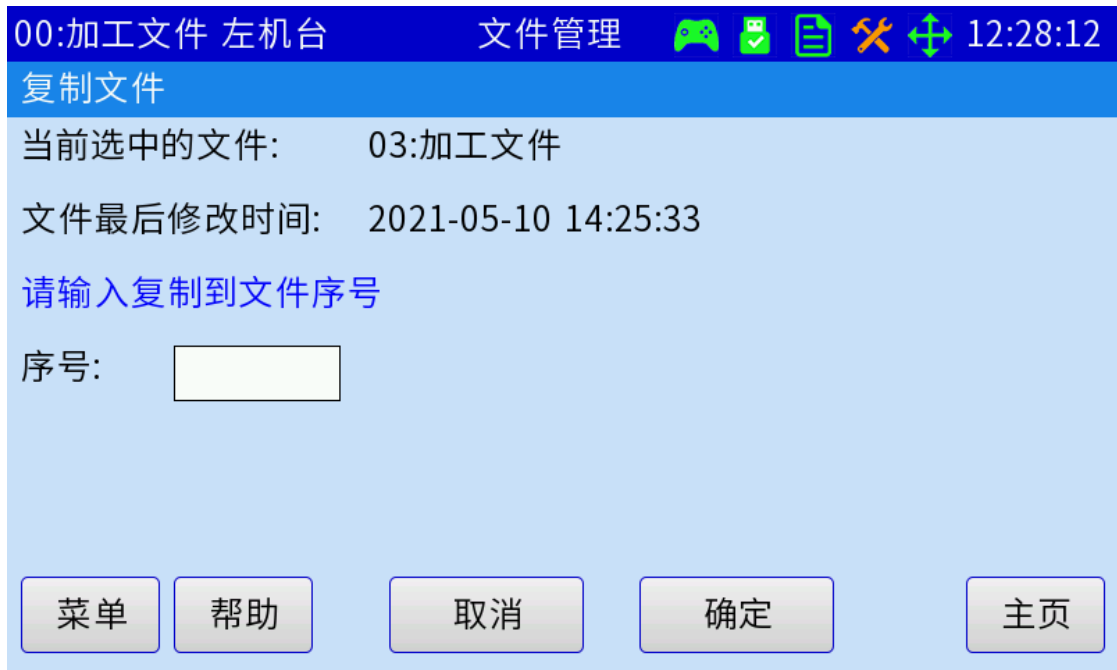 00:加工文件 左机台 文件管理 12:28:12
复制文件
当前选中的文件: 03:加工文件
文件最后修改时间: 2021-05-10 14:25:33
请输入复制到文件序号
序号:
菜单 帮助 取消 确定 主页